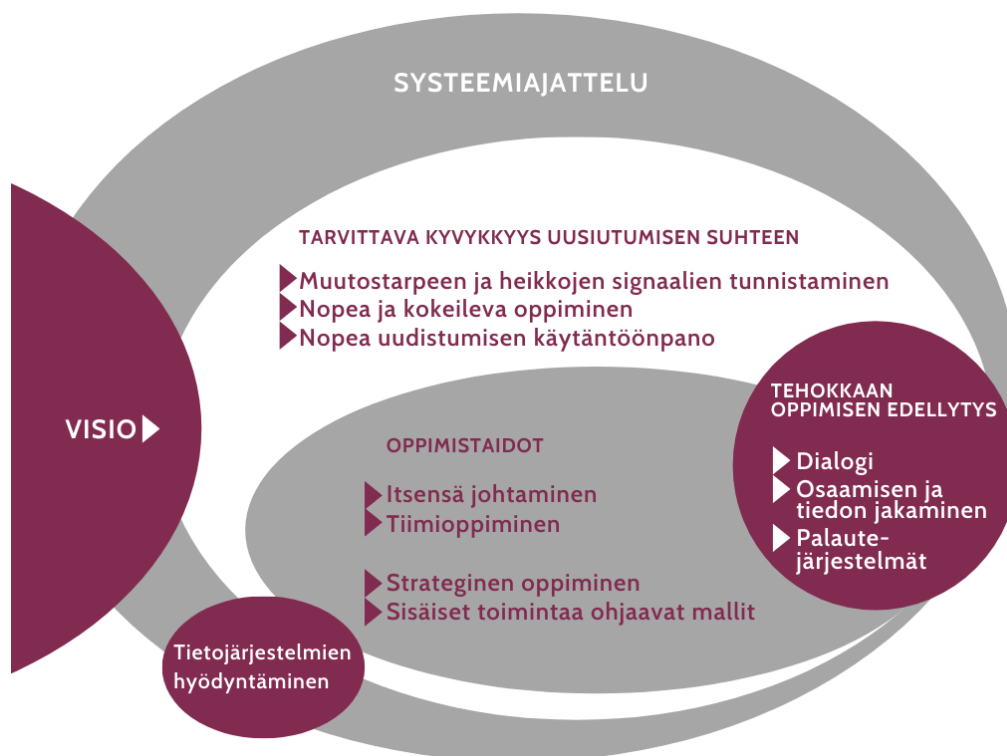 SYSTEEMIAJATTELU
TARVITTAVA KYVYKKYYS UUSIUTUMISEN SUHTEEN
Muutostarpeen ja heikkojen signaalien tunnistaminen
Nopea ja kokeileva oppiminen
Nopea uudistumisen käytäntöönpano
VISIO
OPPIMISTAIDOT
Itsensä johtaminen
Tiimioppiminen
Strateginen oppiminen
Sisäiset toimintaa ohjaavat mallit
TEHOKKAAN
OPPIMISEN EDELLYTYS
Dialogi
Osaamisen ja
tiedon jakaminen
Palaute-
järjestelmät
Tietojärjestelmien
hyödyntäminen